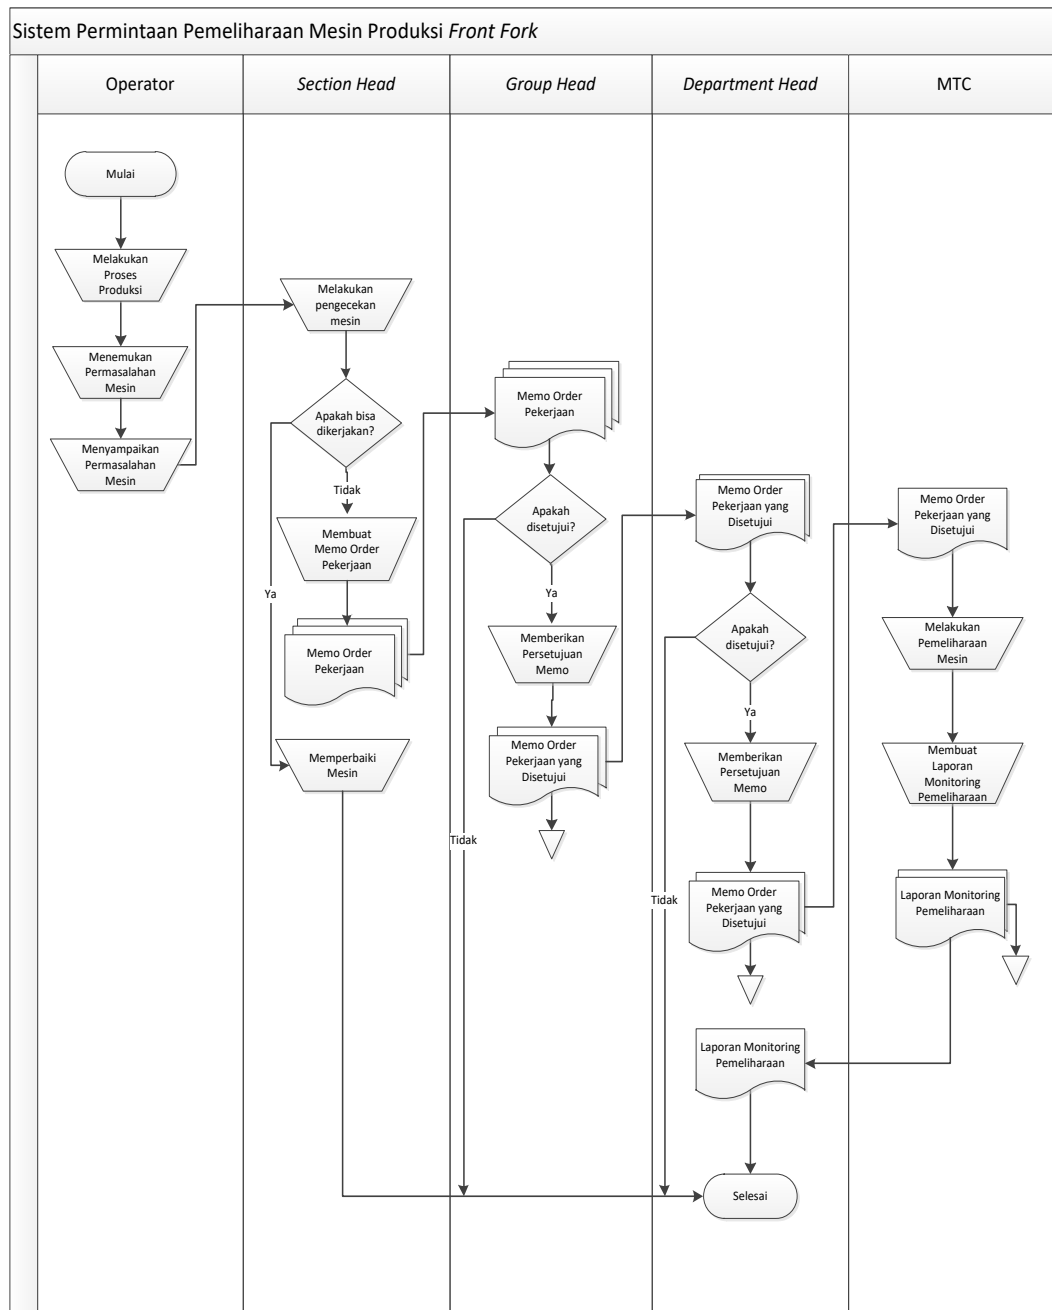 Sistem Permintaan Pemeliharaan Mesin Produksi Front Fork
Operator
Section Head
Group Head
Department Head
MTC
Mulai
Melakukan
Proses
Produksi
Menemukan
Permasalahan
Mesin
Menyampaikan
Permasalahan
Mesin
Melakukan
pengecekan
mesin
Apakah bisa
dikerjakan?
Tidak
Membuat
Memo Order
Pekerjaan
Ya
Memo Order
Pekerjaan
Memperbaiki
Mesin
Memo Order
Pekerjaan
Apakah
disetujui?
Ya
Memberikan
Persetujuan
Memo
Memo Order
Pekerjaan yang
Disetujui
Tidak
Memo Order
Pekerjaan yang
Disetujui
Apakah
disetujui?
Ya
Memberikan
Persetujuan
Memo
Memo Order
Pekerjaan yang
Disetujui
Tidak
Laporan Monitoring
Pemeliharaan
Selesai
Memo Order
Pekerjaan yang
Disetujui
Melakukan
Pemeliharaan
Mesin
Membuat
Laporan
Monitoring
Pemeliharaan
Laporan Monitoring
Pemeliharaan